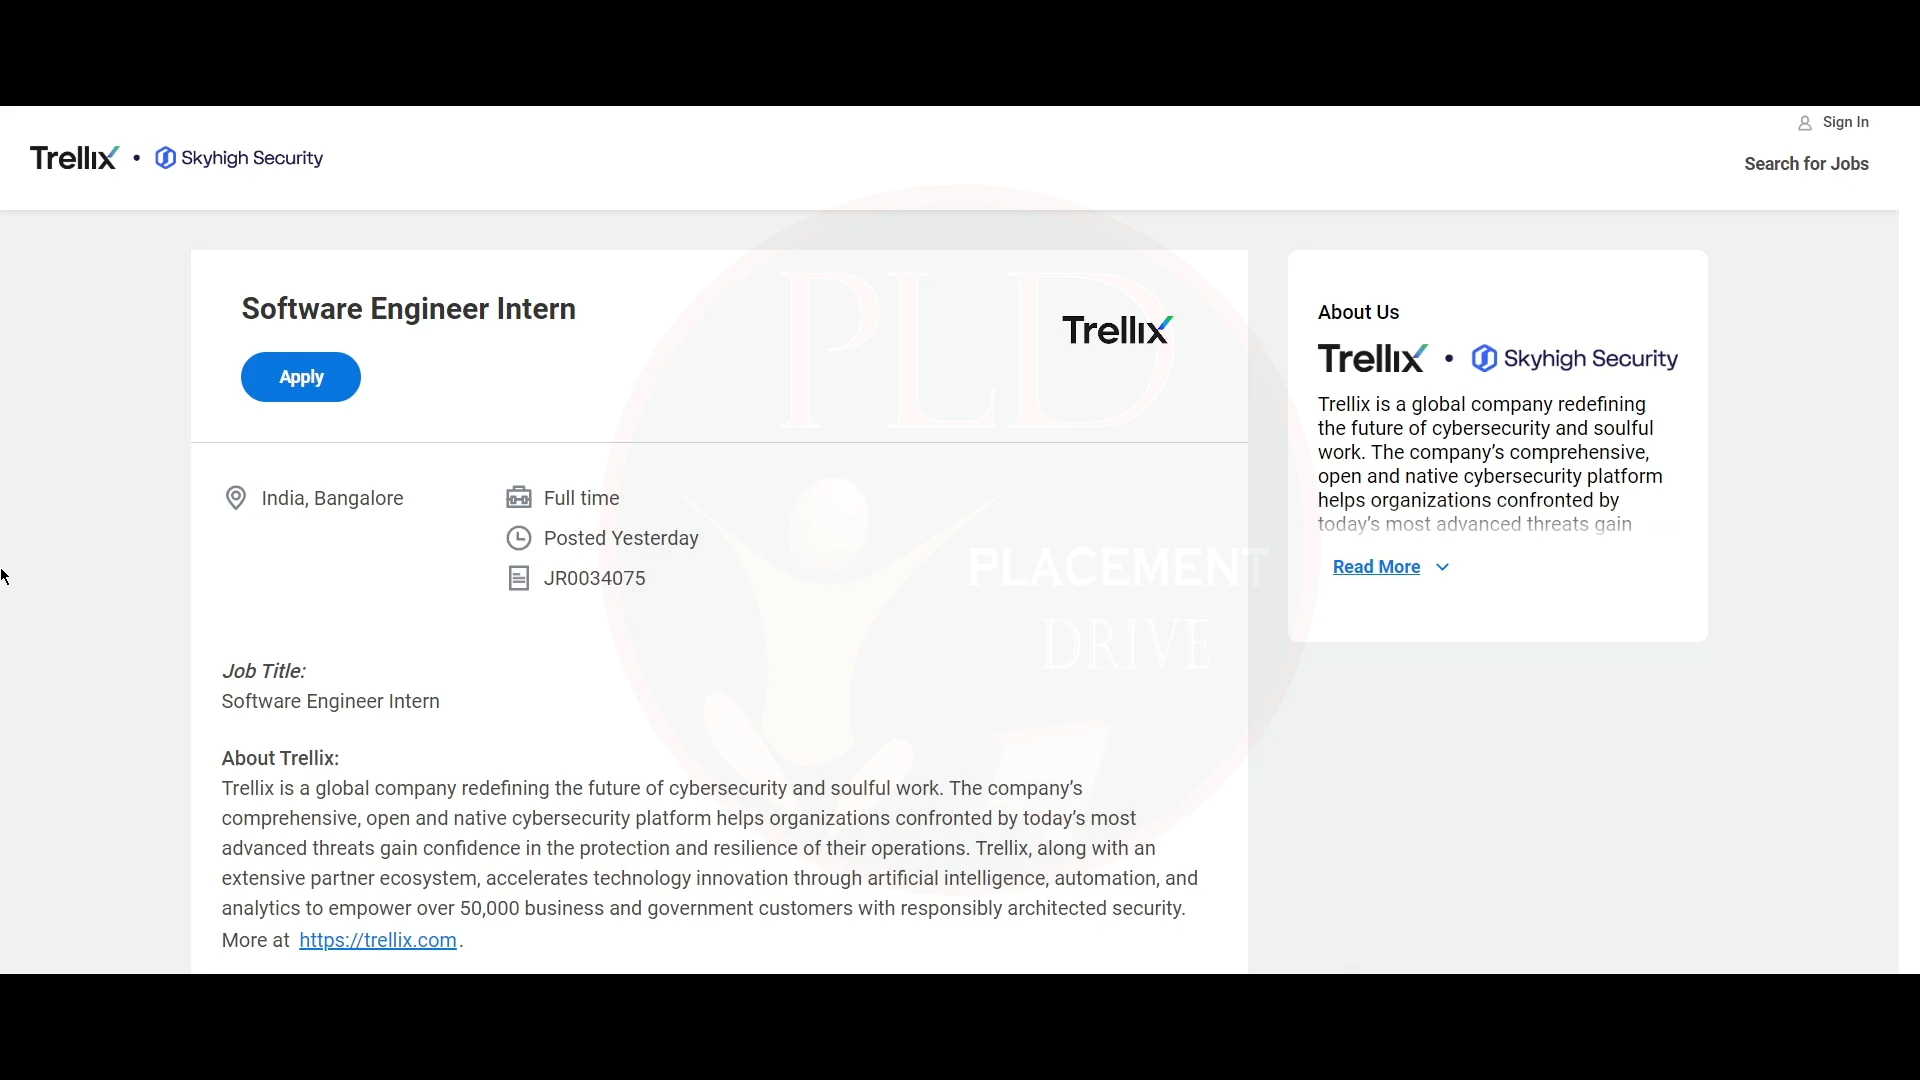 Sign In
Trellix • Skyhigh Security
Search for Jobs
Software Engineer Intern
Trellix
Apply
India, Bangalore
Full time
Posted Yesterday
JR0034075
Job Title:
Software Engineer Intern
About Trellix:
Trellix is a global company redefining the future of cybersecurity and soulful work. The company’s
comprehensive, open and native cybersecurity platform helps organizations confronted by today’s most
advanced threats gain confidence in the protection and resilience of their operations. Trellix, along with an
extensive partner ecosystem, accelerates technology innovation through artificial intelligence, automation, and
analytics to empower over 50,000 business and government customers with responsibly architected security.
More at https://trellix.com.
About Us
Trellix • Skyhigh Security
Trellix is a global company redefining
the future of cybersecurity and soulful
work. The company’s comprehensive,
open and native cybersecurity platform
helps organizations confronted by
today’s most advanced threats gain
Read More
PLD
PLACEMENT
DRIVE